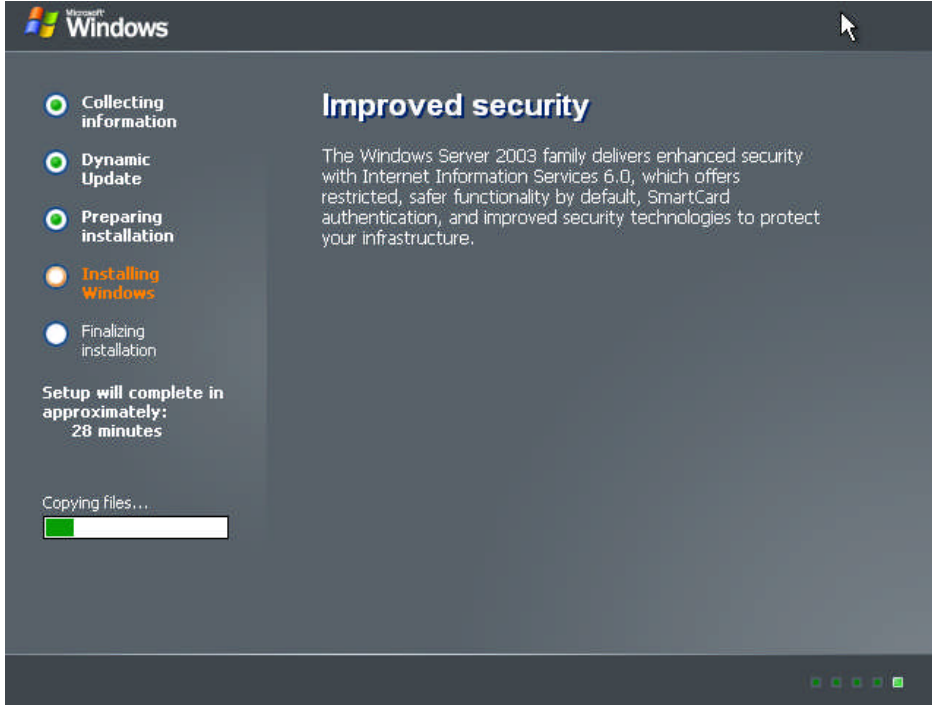 Microsoft
Windows
Collecting
information
Dynamic
Update
Preparing
installation
Installing
Windows
Finalizing
installation
Setup will complete in
approximately:
28 minutes
Copying files...
Improved security
The Windows Server 2003 family delivers enhanced security
with Internet Information Services 6.0, which offers
restricted, safer functionality by default, SmartCard
authentication, and improved security technologies to protect
your infrastructure.